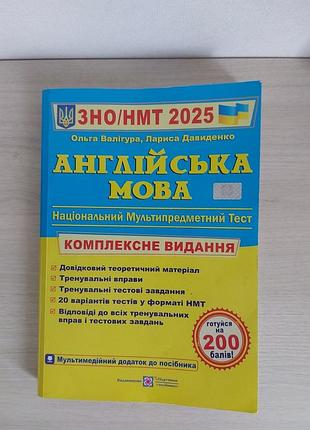 ЗНО/НМТ 2025
Ольга Валігура, Лариса Давиденко
АНГЛІЙСЬКА
МОВА
Національний Мультипредметний Тест
КОМПЛЕКСНЕ ВИДАННЯ
Довідковий теоретичний матеріал
Тренувальні вправи
Тренувальні тестові завдання
20 варіантів тестів у форматі НМТ
Відповіді до всіх тренувальних
вправ і тестових завдань
готуйся
на
200
балів!
Мультимедійний додаток до посібника